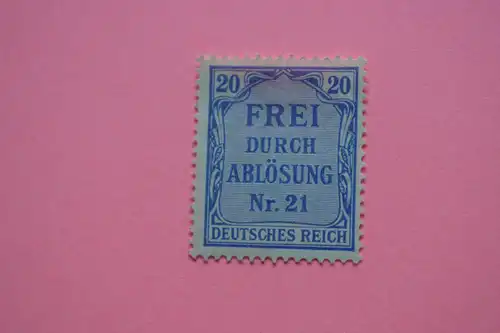 20 20
FREI
DURCH
ABLÖSUNG
Nr. 21
DEUTSCHES REICH